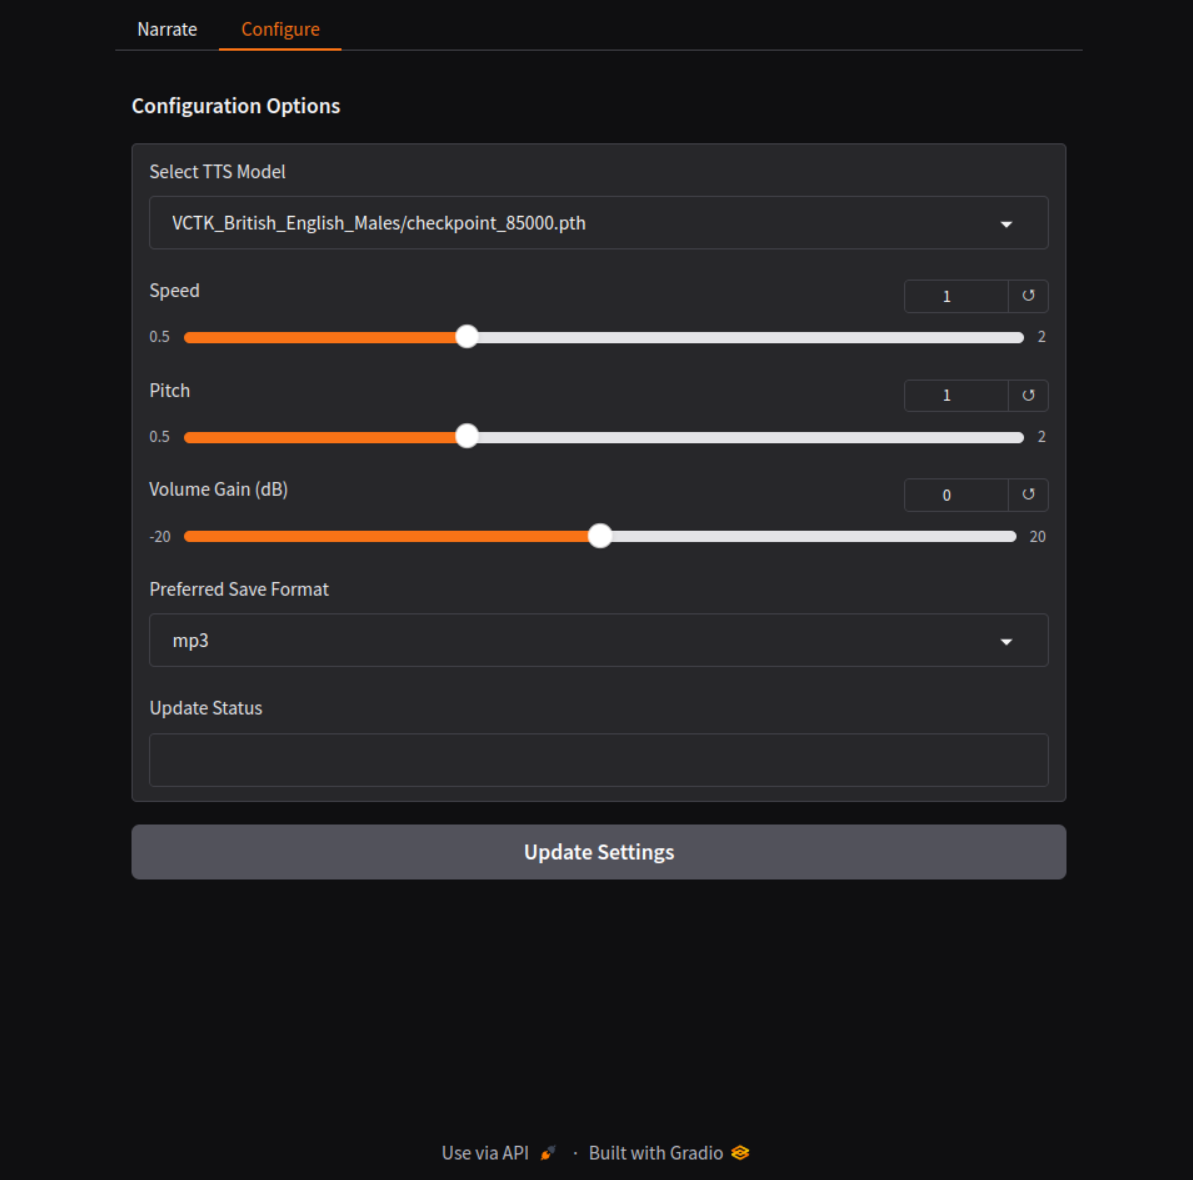 Narrate Configure
Configuration Options
Select TTS Model
VCTK_British_English_Males/checkpoint_85000.pth
Speed
1
0.5 2
Pitch
1
0.5 2
Volume Gain (dB)
0
-20 20
Preferred Save Format
mp3
Update Status
Update Settings
Use via API · Built with Gradio